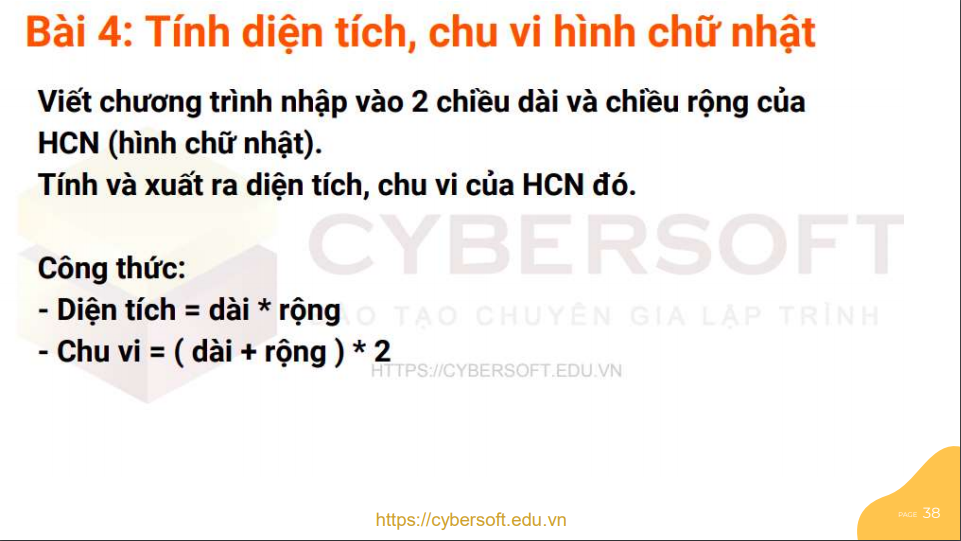 Bài 4: Tính diện tích, chu vi hình chữ nhật
Viết chương trình nhập vào 2 chiều dài và chiều rộng của
HCN (hình chữ nhật).
Tính và xuất ra diện tích, chu vi của HCN đó.
CYBERSOFT
Công thức:
- Diện tích = dài * rộng
ĐÀO TẠO CHUYÊN GIA LẬP TRÌNH
- Chu vi = ( dài + rộng ) * 2
HTTPS://CYBERSOFT.EDU.VN
PAGE 38
https://cybersoft.edu.vn